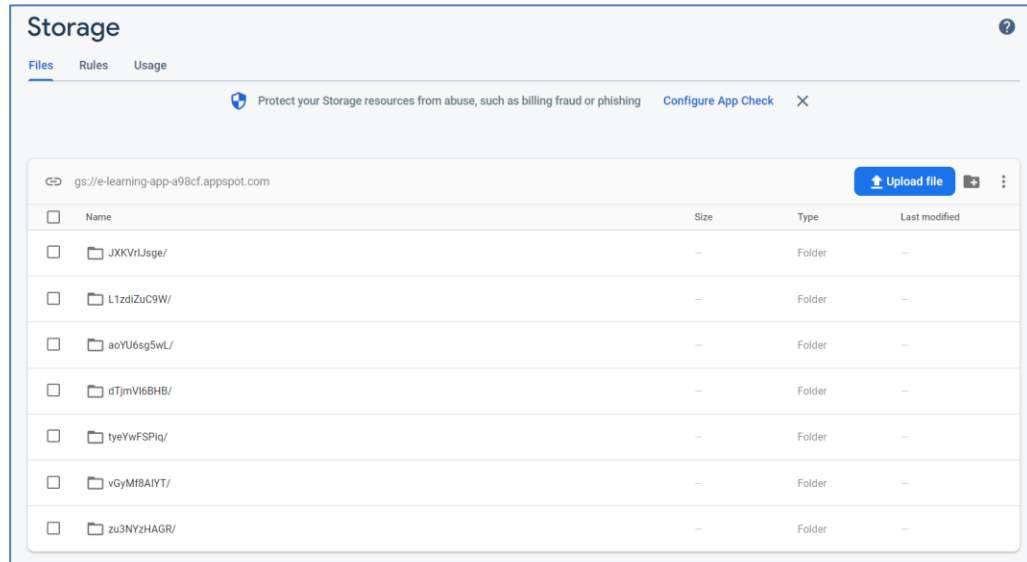 Storage
Files Rules Usage
Protect your Storage resources from abuse, such as billing fraud or phishing Configure App Check
gs://e-learning-app-a98cf.appspot.com Upload file
Name Size Type Last modified
JXKVrIJsge/ — Folder —
L1zdiZuC9W/ — Folder —
aoYU6sg5wL/ — Folder —
dTjmVI6BHB/ — Folder —
tyeYwFSPiq/ — Folder —
vGyMf8AIYT/ — Folder —
zu3NYzHAGR/ — Folder —